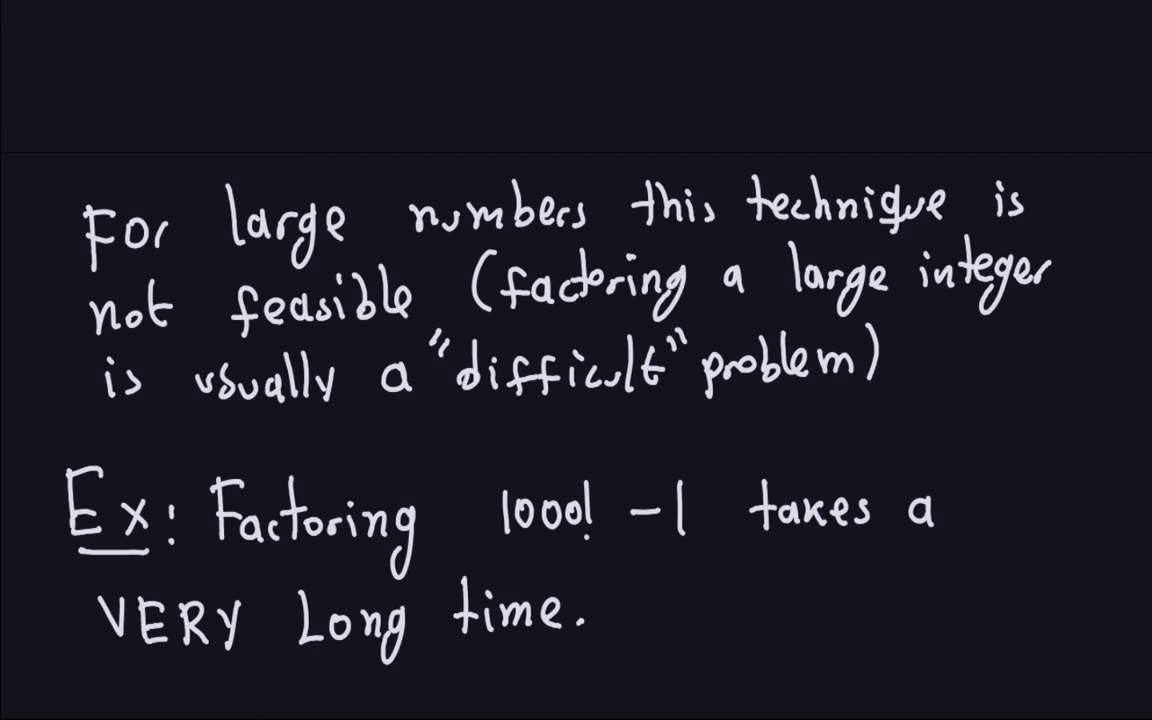 For large numbers this technique is
not feasible (factoring a large integer
is usually a "difficult" problem)
Ex: Factoring 1000! -1 takes a
VERY Long time.